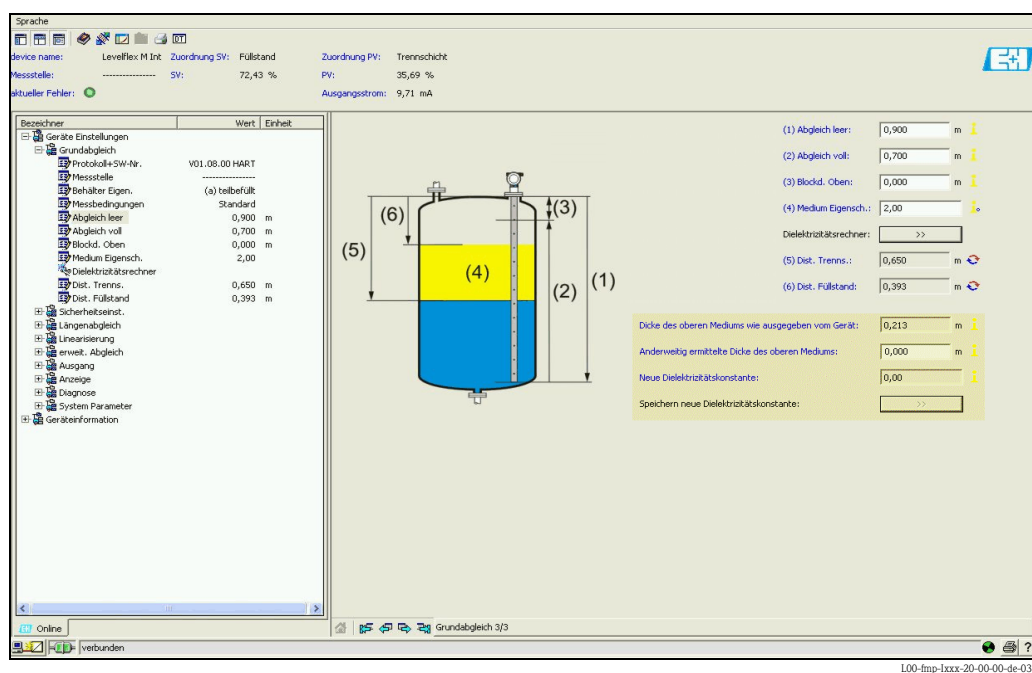 Sprache
device name: Levelflex M Int Zuordnung SV: Füllstand Zuordnung PV: Trennschicht
Messstelle: ---------------- SV: 72,43 % PV: 35,69 %
aktueller Fehler: Ausgangsstrom: 9,71 mA
E+H
Bezeichner Wert Einheit
Geräte Einstellungen
Grundabgleich
Protokoll+SW-Nr. V01.08.00 HART
Messstelle ----------------
Behälter Eigen. (a) teilbefüllt
Messbedingungen Standard
Abgleich leer 0,900 m
Abgleich voll 0,700 m
Blockd. Oben 0,000 m
Medium Eigensch. 2,00
Dielektrizitätsrechner
Dist. Trenns. 0,650 m
Dist. Füllstand 0,393 m
Sicherheitseinst.
Längenabgleich
Linearisierung
erweit. Abgleich
Ausgang
Anzeige
Diagnose
System Parameter
Geräteinformation
(6)
(3)
(5)
(4)
(2)
(1)
(1) Abgleich leer: 0,900 m
(2) Abgleich voll: 0,700 m
(3) Blockd. Oben: 0,000 m
(4) Medium Eigensch.: 2,00
Dielektrizitätsrechner: >>
(5) Dist. Trenns.: 0,650 m
(6) Dist. Füllstand: 0,393 m
Dicke des oberen Mediums wie ausgegeben vom Gerät: 0,213 m
Anderweitig ermittelte Dicke des oberen Mediums: 0,000 m
Neue Dielektrizitätskonstante: 0,00
Speichern neue Dielektrizitätskonstante: >>
Online
Grundabgleich 3/3
verbunden
L00-fmp-Ixxx-20-00-00-de-03